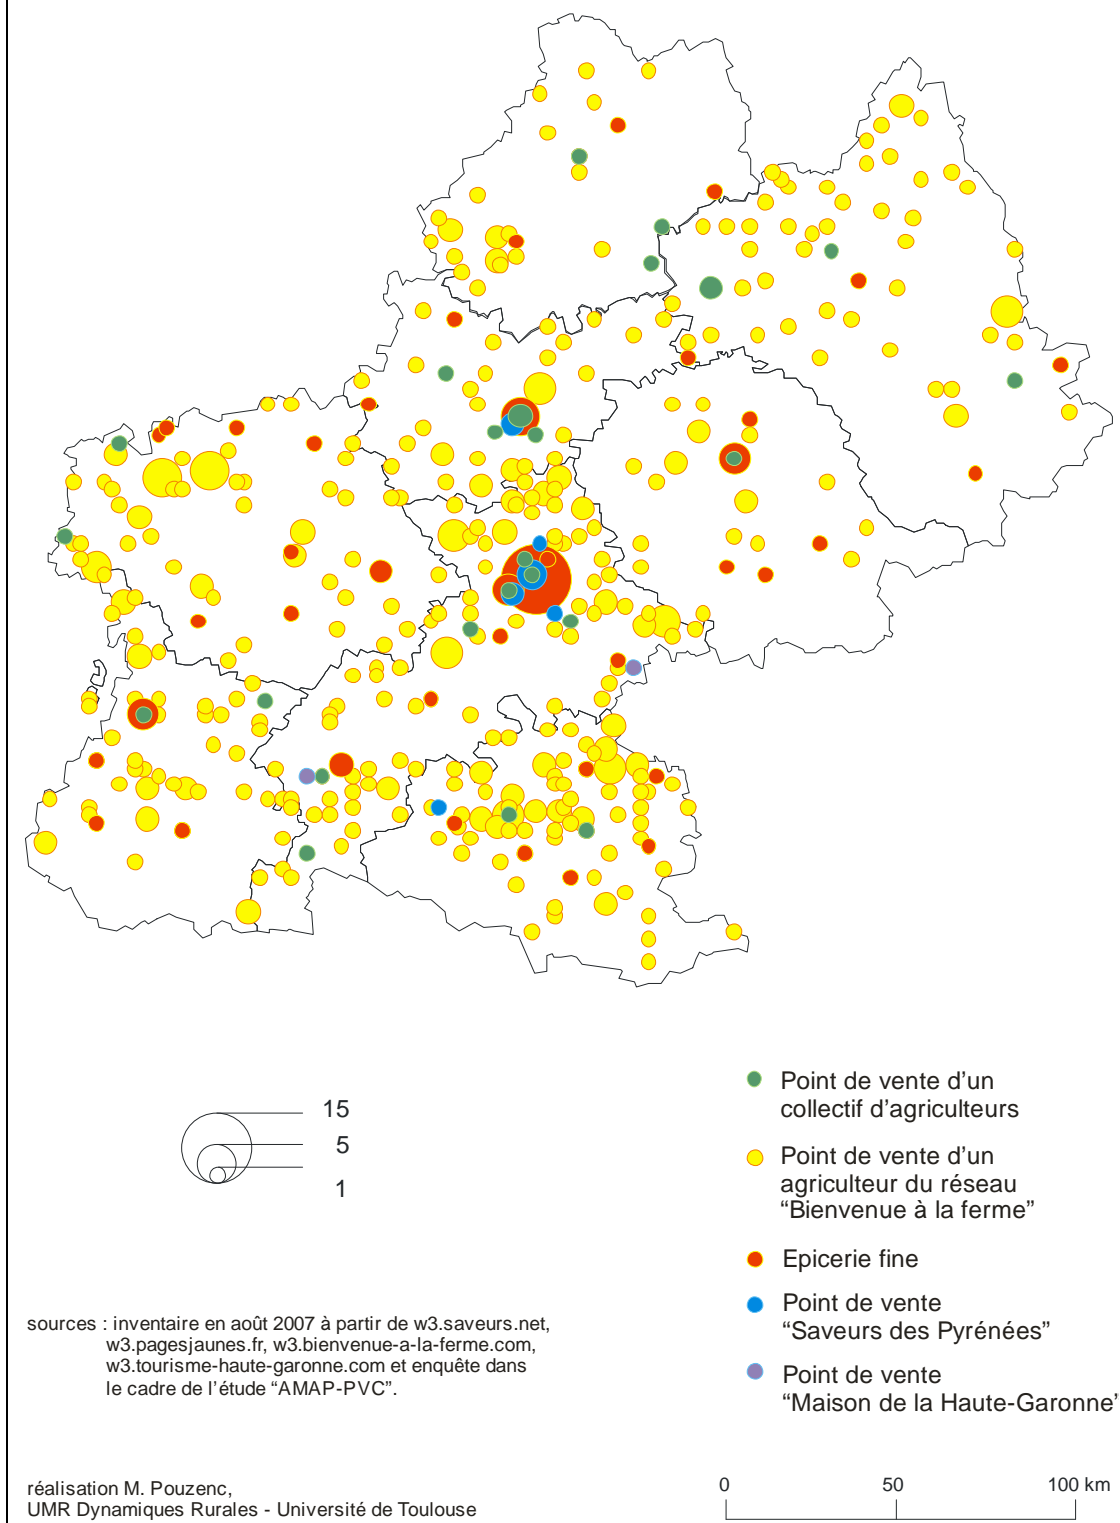 15
5
1
Point de vente d'un
collectif d'agriculteurs
Point de vente d'un
agriculteur du réseau
“Bienvenue à la ferme”
Epicerie fine
Point de vente
“Saveurs des Pyrénées”
Point de vente
“Maison de la Haute-Garonne”
sources : inventaire en août 2007 à partir de w3.saveurs.net,
w3.pagesjaunes.fr, w3.bienvenue-a-la-ferme.com,
w3.tourisme-haute-garonne.com et enquête dans
le cadre de l'étude “AMAP-PVC”.
réalisation M. Pouzenc,
UMR Dynamiques Rurales - Université de Toulouse
0 50 100 km